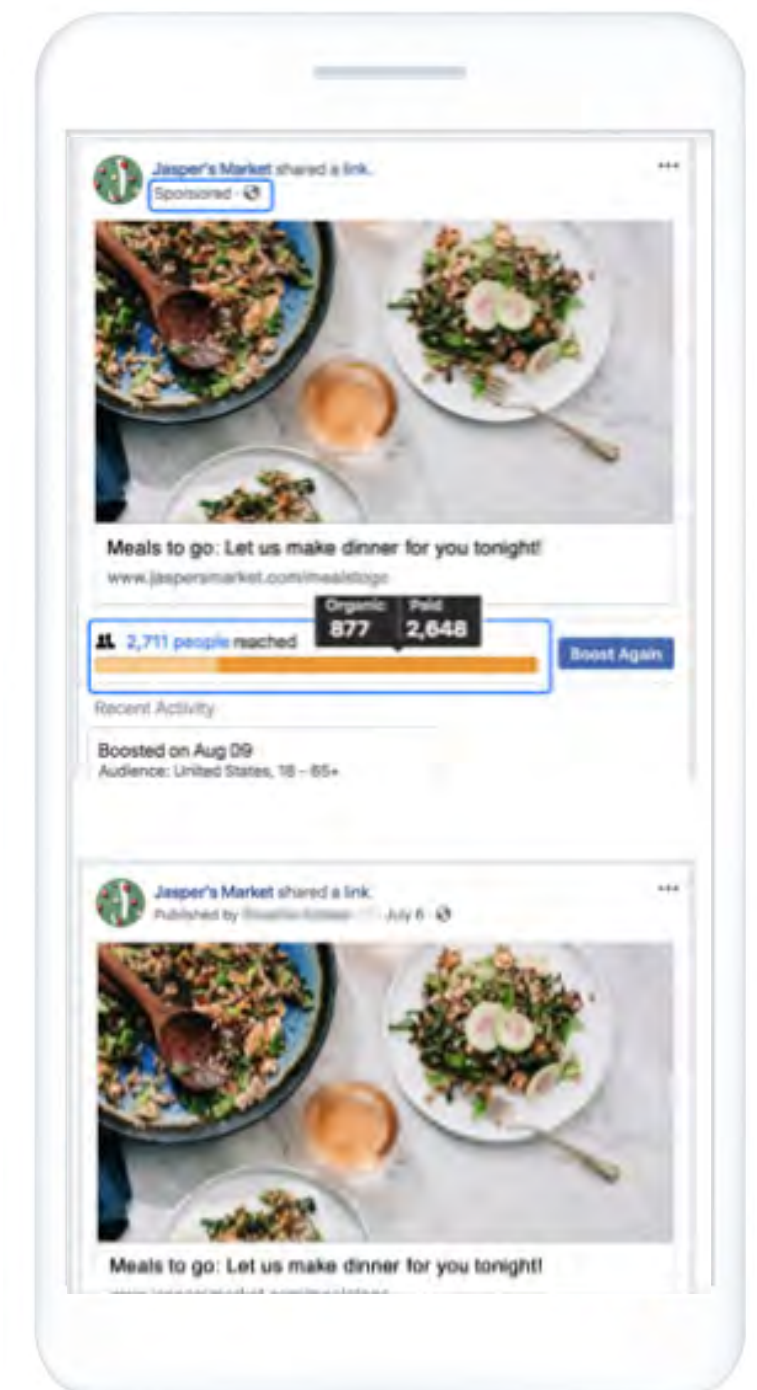 Jasper's Market shared a link.
Sponsored ·
Meals to go: Let us make dinner for you tonight!
www.jaspersmarket.com/mealstogo
Organic Paid
877 2,648
2,711 people reached
Boost Again
Recent Activity
Boosted on Aug 09
Audience: United States, 18 – 65+
Jasper's Market shared a link.
Published by · July 6 ·
Meals to go: Let us make dinner for you tonight!